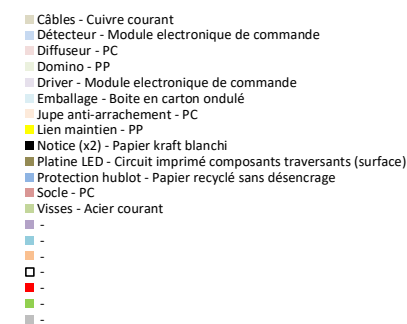 Câbles - Cuivre courant
Détecteur - Module electronique de commande
Diffuseur - PC
Domino - PP
Driver - Module electronique de commande
Emballage - Boite en carton ondulé
Jupe anti-arrachement - PC
Lien maintien - PP
Notice (x2) - Papier kraft blanchi
Platine LED - Circuit imprimé composants traversants (surface)
Protection hublot - Papier recyclé sans désencrage
Socle - PC
Visses - Acier courant
-
-
-
-
-
-
-